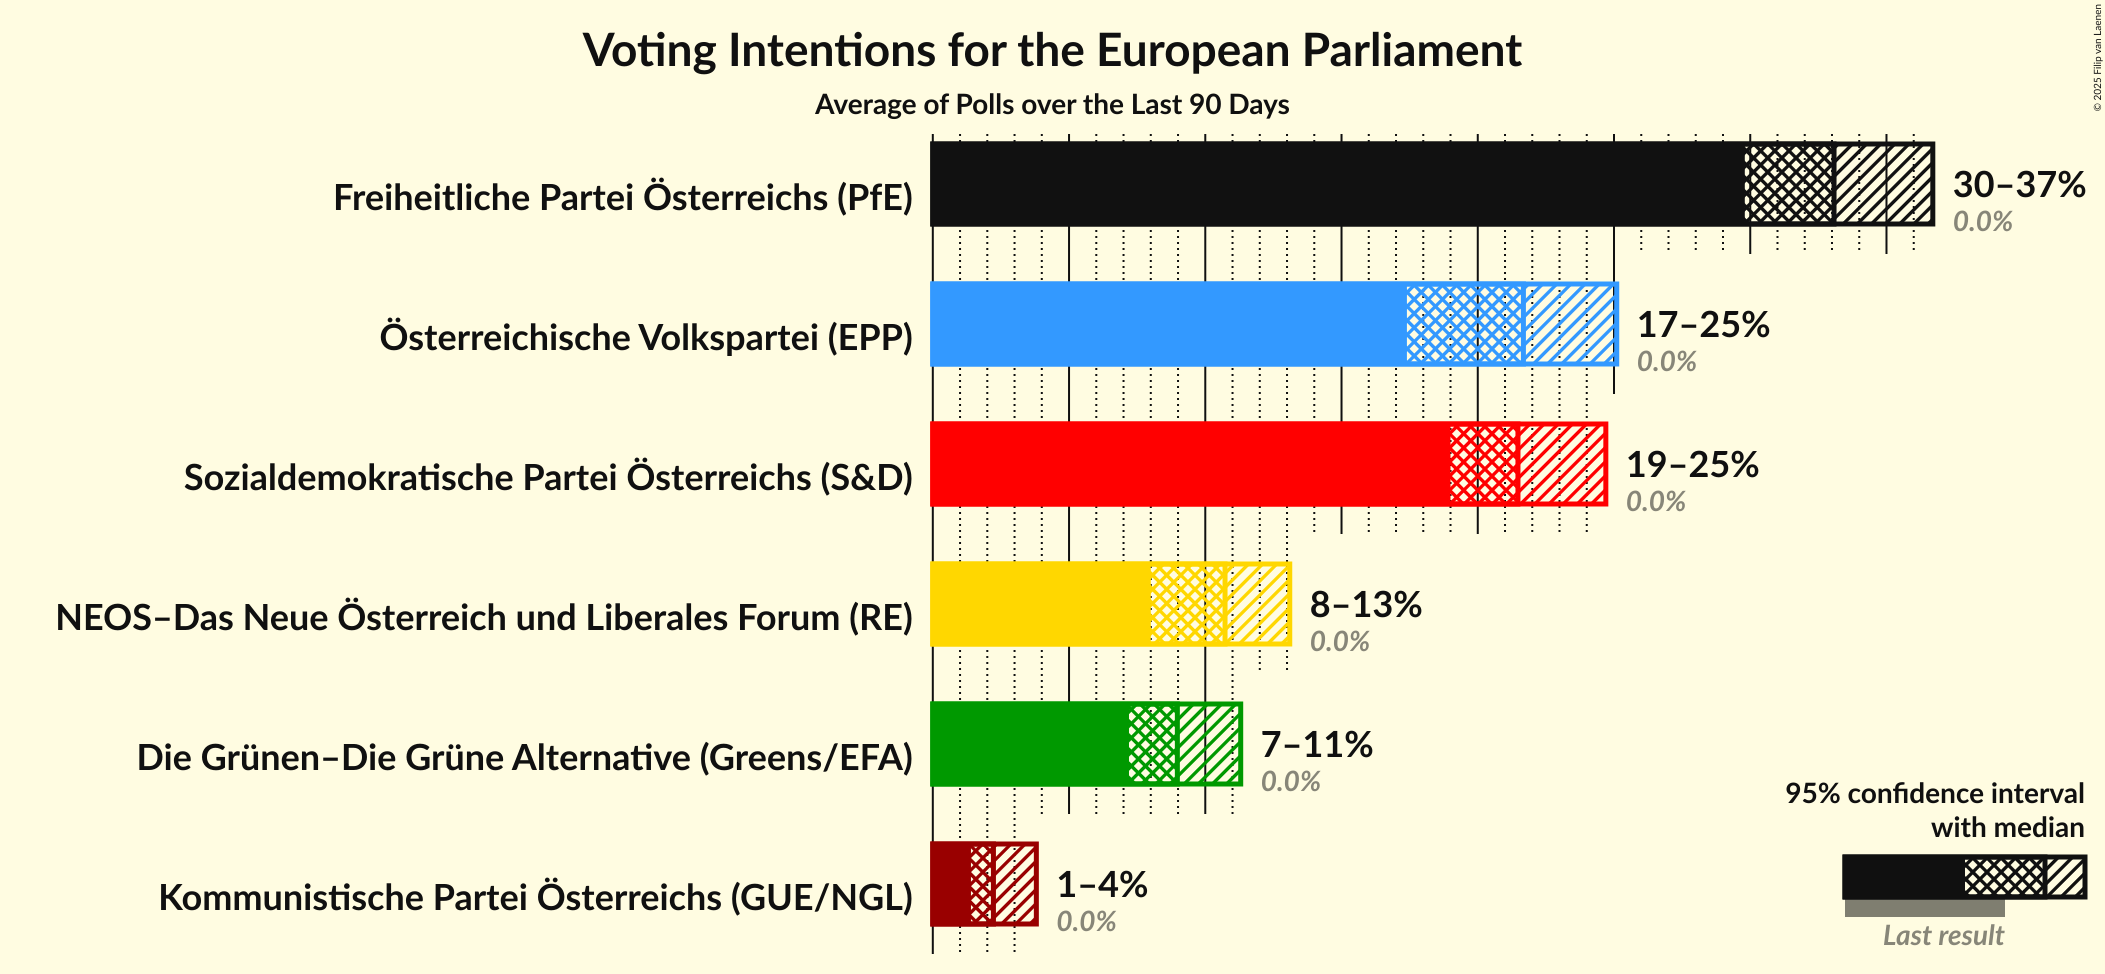 © 2025 Filip van Laenen
Voting Intentions for the European Parliament
Average of Polls over the Last 90 Days
Freiheitliche Partei Österreichs (PfE)
30–37%
0.0%
Österreichische Volkspartei (EPP)
17–25%
0.0%
Sozialdemokratische Partei Österreichs (S&D)
19–25%
0.0%
NEOS–Das Neue Österreich und Liberales Forum (RE)
8–13%
0.0%
Die Grünen–Die Grüne Alternative (Greens/EFA)
7–11%
0.0%
Kommunistische Partei Österreichs (GUE/NGL)
1–4%
0.0%
95% confidence interval
with median
Last result